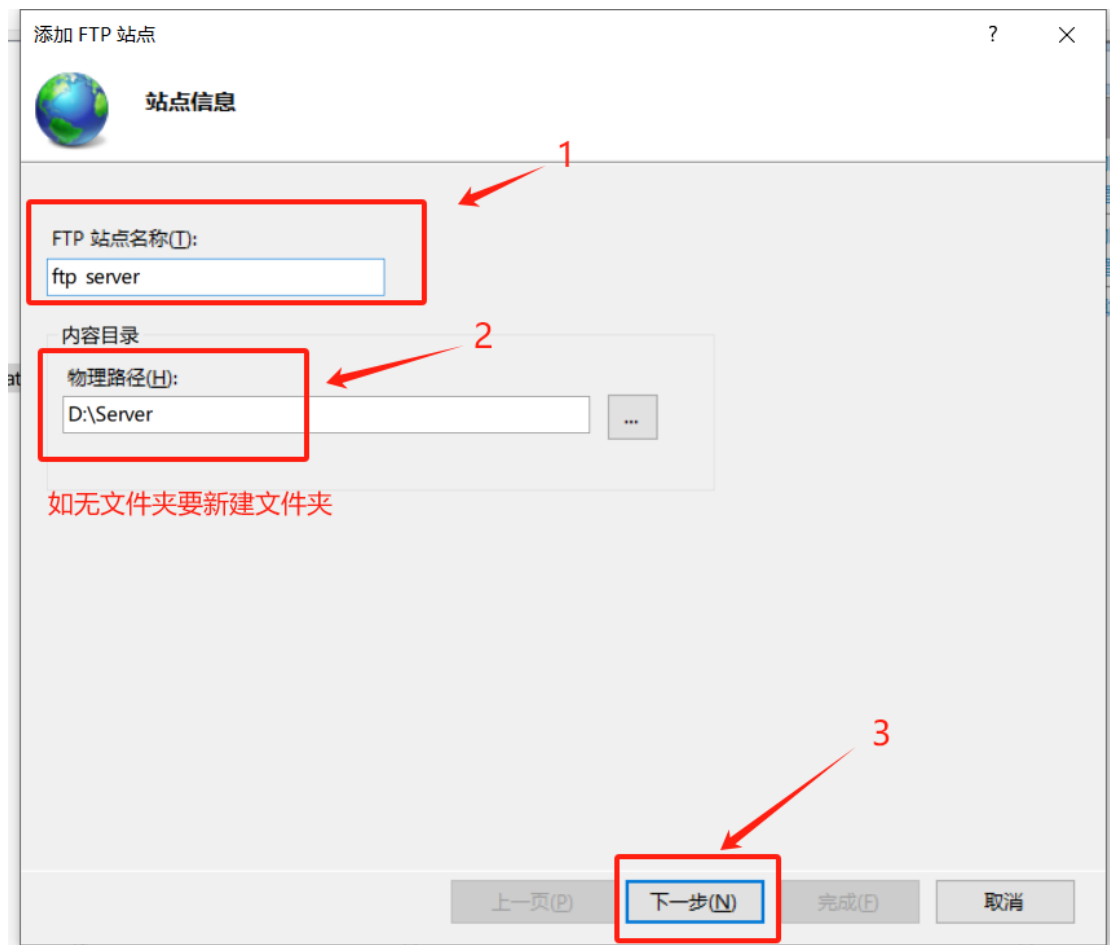 添加 FTP 站点
?
站点信息
1
FTP 站点名称(T):
ftp server
内容目录
2
物理路径(H):
D:\Server
...
如无文件夹要新建文件夹
3
上一页(P) 下一步(N) 完成(F) 取消
at